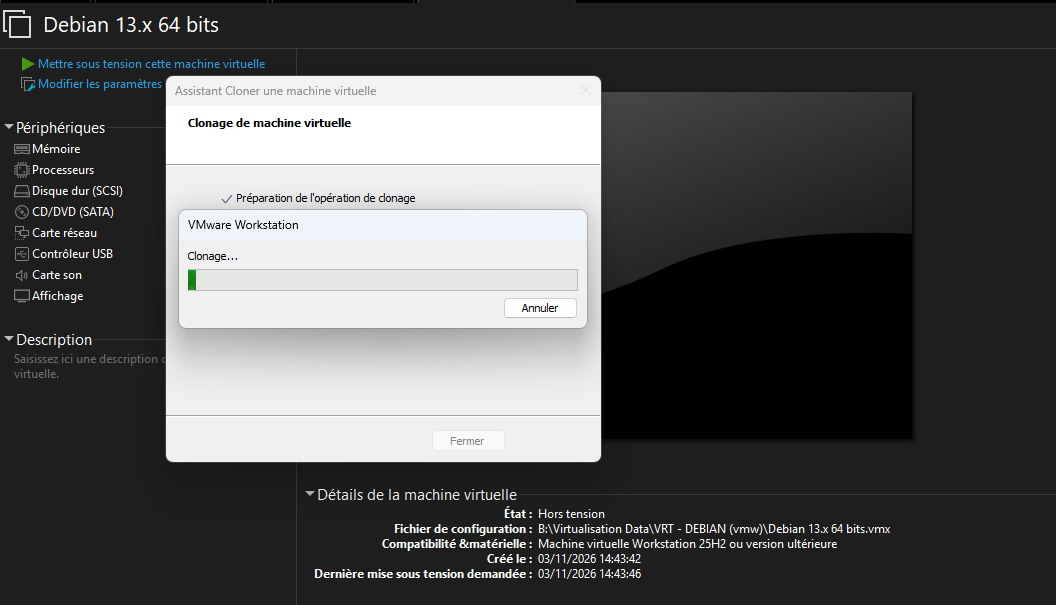 Debian 13.x 64 bits
Mettre sous tension cette machine virtuelle
Modifier les paramètres
Périphériques
Mémoire
Processeurs
Disque dur (SCSI)
CD/DVD (SATA)
Carte réseau
Contrôleur USB
Carte son
Affichage
Description
Saisissez ici une description
virtuelle.
Assistant Cloner une machine virtuelle
Clonage de machine virtuelle
Préparation de l'opération de clonage
VMware Workstation
Clonage...
Annuler
Fermer
Détails de la machine virtuelle
État : Hors tension
Fichier de configuration : B:\Virtualisation Data\VRT - DEBIAN (vmw)\Debian 13.x 64 bits.vmx
Compatibilité &matérielle : Machine virtuelle Workstation 25H2 ou version ultérieure
Créé le : 03/11/2026 14:43:42
Dernière mise sous tension demandée : 03/11/2026 14:43:46